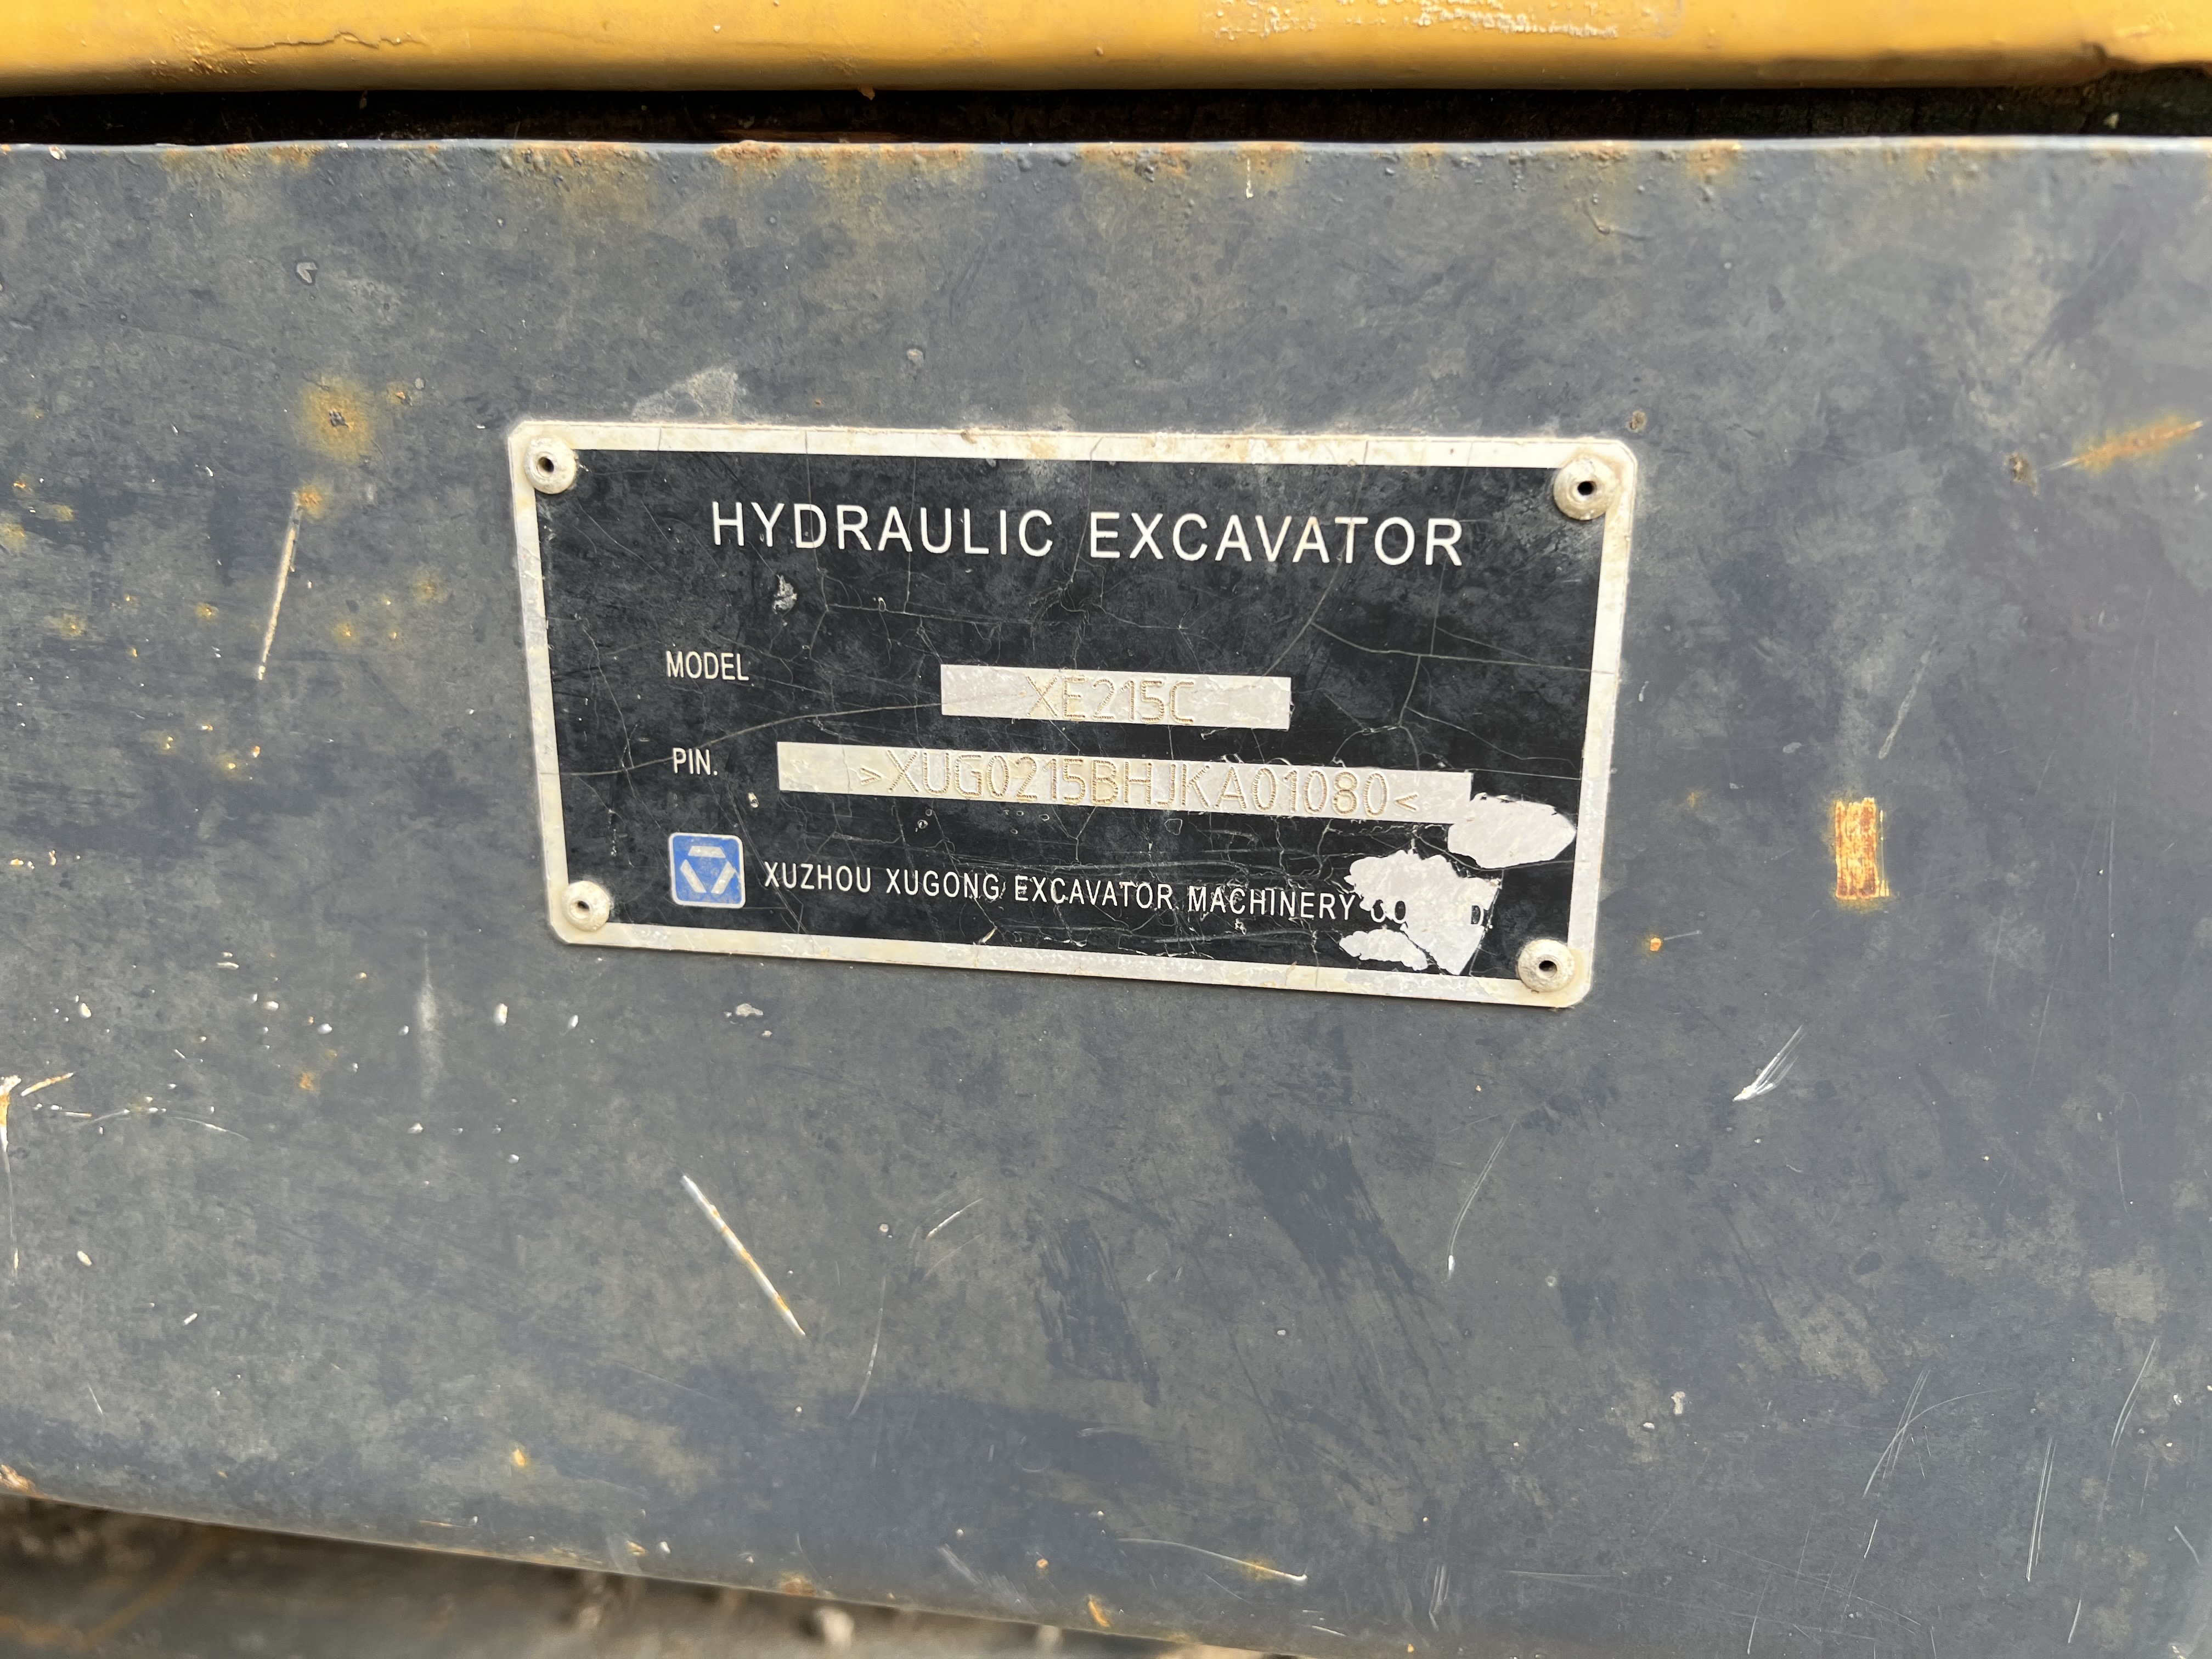 HYDRAULIC EXCAVATOR
MODEL XE215C
PIN. >XUG0215BHJKA01080<
XUZHOU XUGONG EXCAVATOR MACHINERY